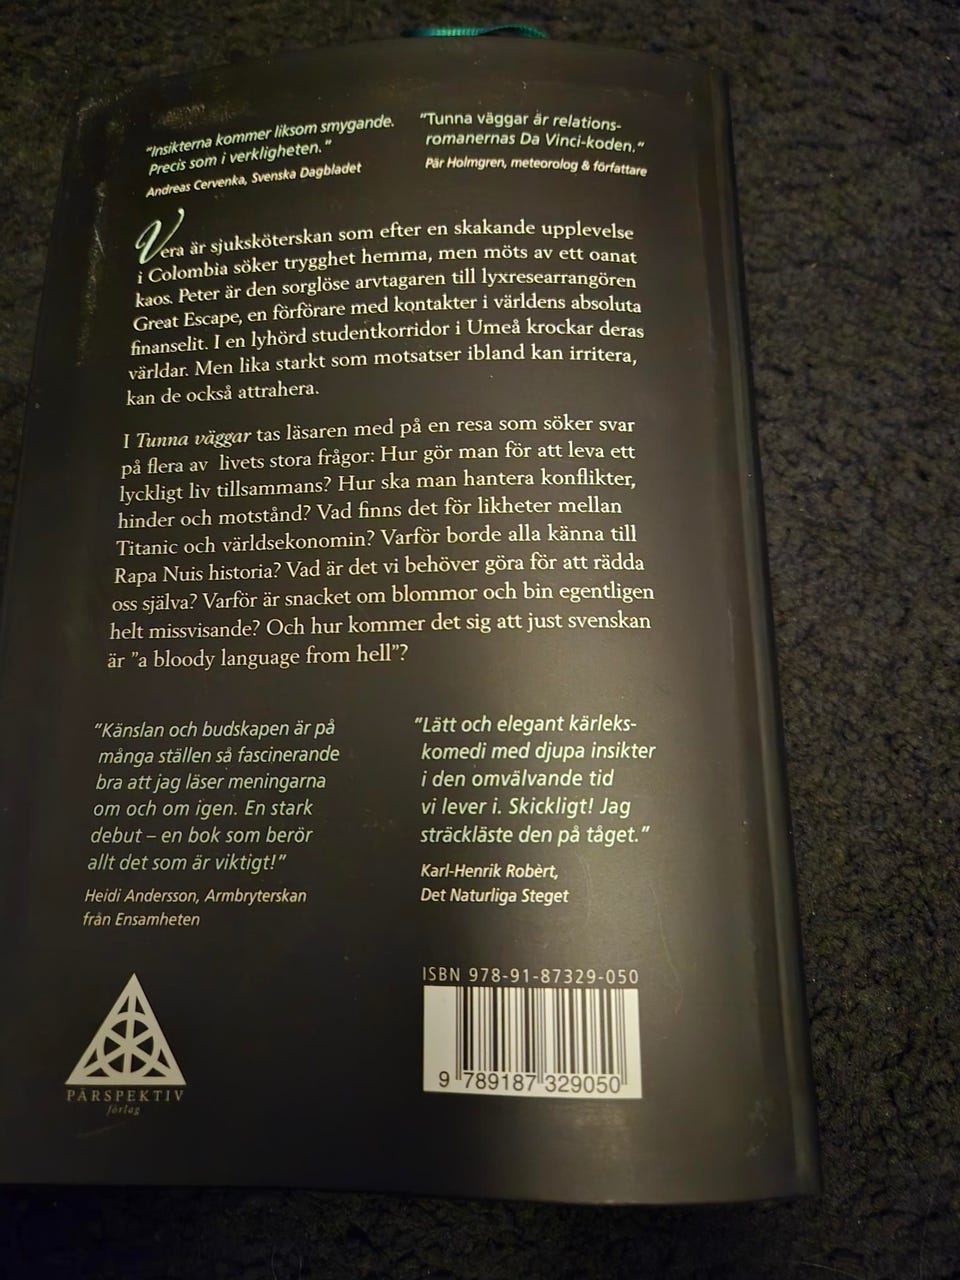 "Insikterna kommer liksom smygande.
Precis som i verkligheten."
Andreas Cervenka, Svenska Dagbladet
"Tunna väggar är relations-
romanernas Da Vinci-koden."
Pär Holmgren, meteorolog & författare
Vera är sjuksköterskan som efter en skakande upplevelse
i Colombia söker trygghet hemma, men möts av ett oanat
kaos. Peter är den sorglöse arvtagaren till lyxresearrangören
Great Escape, en förförare med kontakter i världens absoluta
finanselit. I en lyhörd studentkorridor i Umeå krockar deras
världar. Men lika starkt som motsatser ibland kan irritera,
kan de också attrahera.
I Tunna väggar tas läsaren med på en resa som söker svar
på flera av livets stora frågor: Hur gör man för att leva ett
lyckligt liv tillsammans? Hur ska man hantera konflikter,
hinder och motstånd? Vad finns det för likheter mellan
Titanic och världsekonomin? Varför borde alla känna till
Rapa Nuis historia? Vad är det vi behöver göra för att rädda
oss själva? Varför är snacket om blommor och bin egentligen
helt missvisande? Och hur kommer det sig att just svenskan
är "a bloody language from hell"?
"Känslan och budskapen är på
många ställen så fascinerande
bra att jag läser meningarna
om och om igen. En stark
debut – en bok som berör
allt det som är viktigt!"
Heidi Andersson, Armbryterskan
från Ensamheten
"Lätt och elegant kärleks-
komedi med djupa insikter
i den omvälvande tid
vi lever i. Skickligt! Jag
sträckläste den på tåget."
Karl-Henrik Robèrt,
Det Naturliga Steget
PÄRSPEKTIV
förlag
ISBN 978-91-87329-050
9 789187 329050